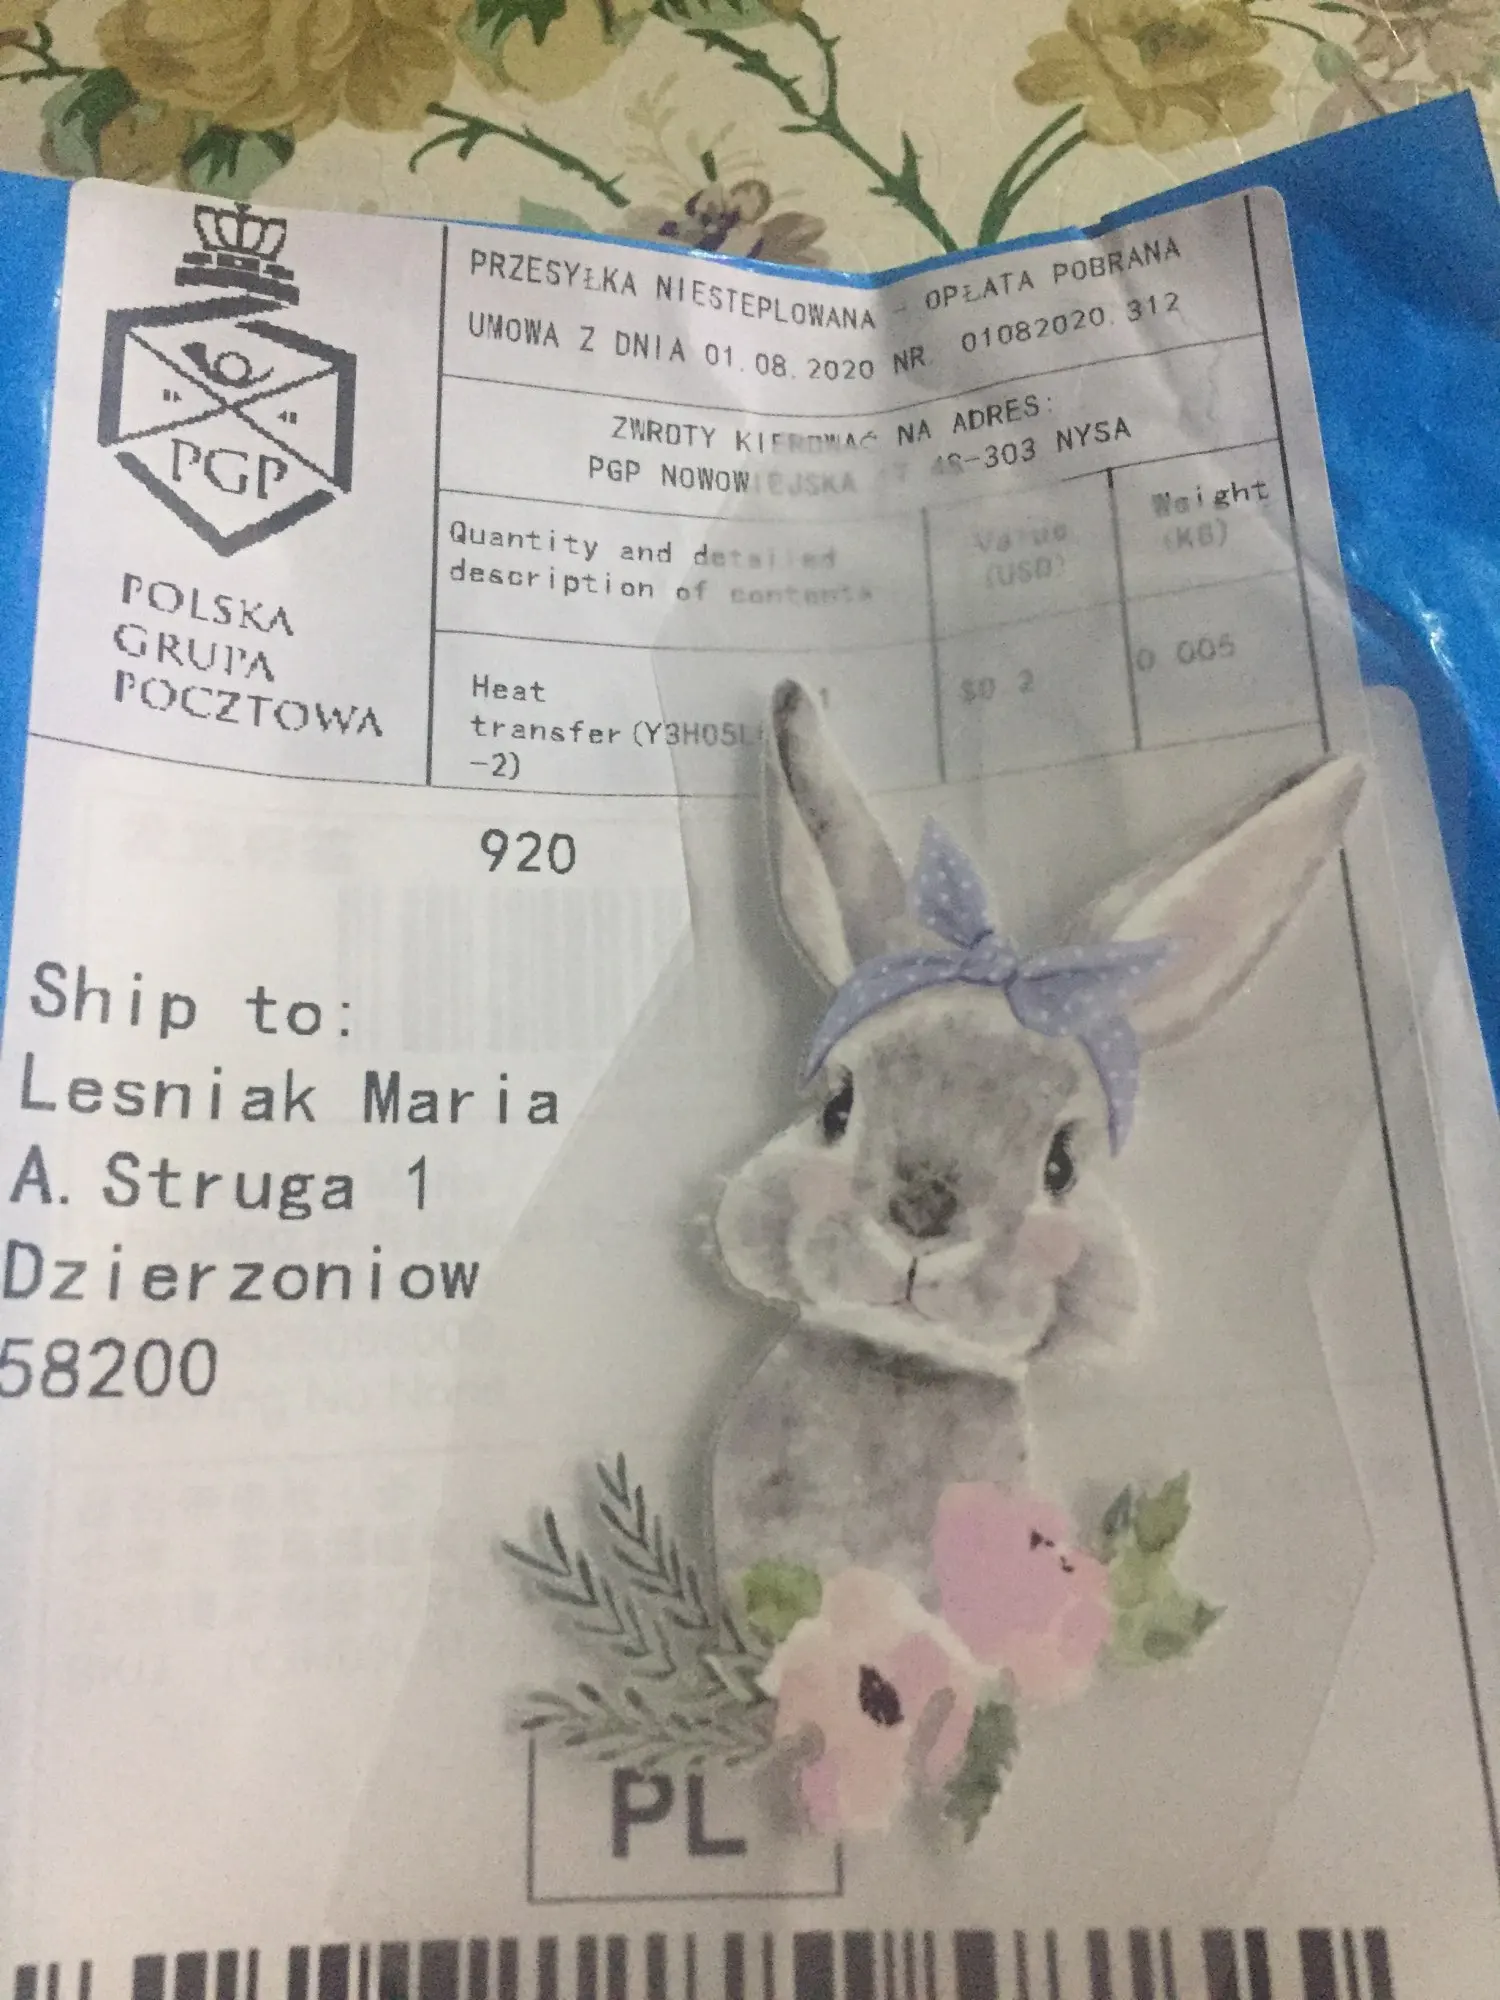 PGP
POLSKA
GRUPA
POCZTOWA
PRZESYŁKA NIESTEPLOWANA - OPŁATA POBRANA
UMOWA Z DNIA 01.08.2020 NR. 01082020.312
ZWROTY KIEROWAĆ NA ADRES:
PGP NOWOWIEJSKA 48-303 NYSA
Quantity and detailed
description of contents
Value
(USD)
Weight
(KG)
Heat
transfer(Y3H05L
-2)
1
$0.2
0.005
920
Ship to:
Lesniak Maria
A. Struga 1
Dzierzoniow
58200
PL